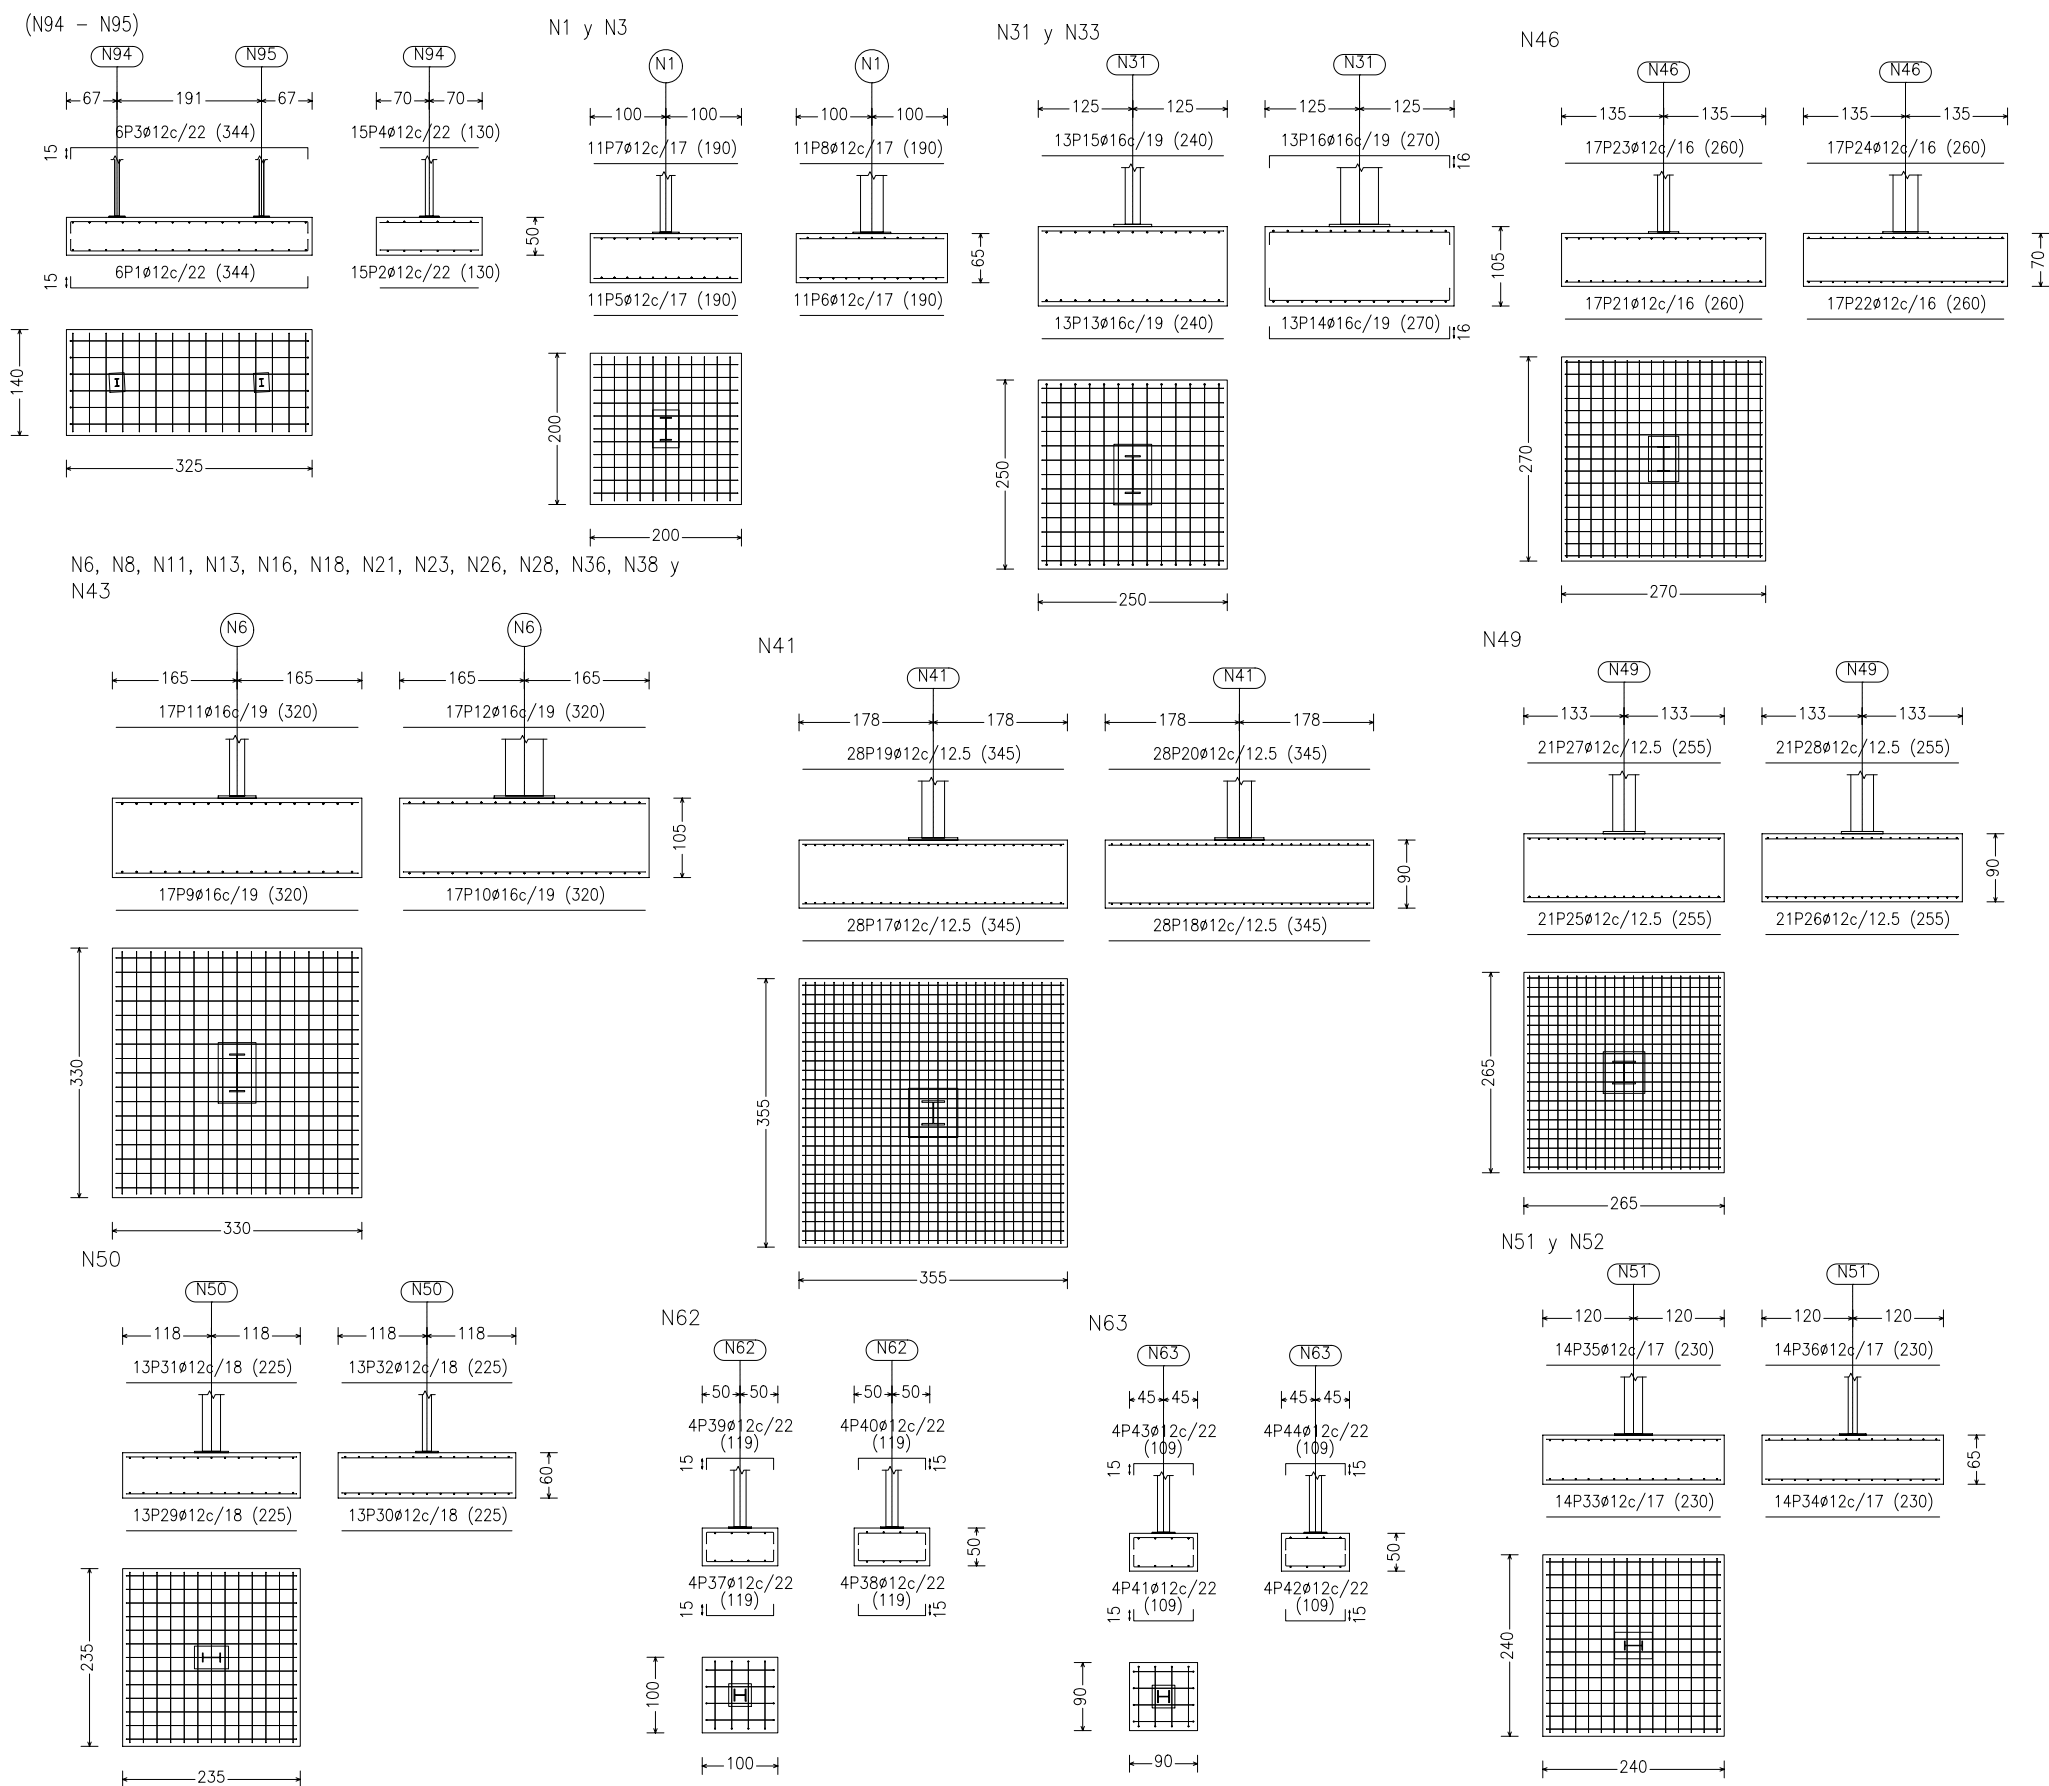 (N94 - N95)
N94
N95
N94
67
191
67
70
70
6P3ø12c/22 (344)
15P4ø12c/22 (130)
15
50
6P1ø12c/22 (344)
15P2ø12c/22 (130)
15
140
325
N1 y N3
N1
N1
100
100
100
100
11P7ø12c/17 (190)
11P8ø12c/17 (190)
65
11P5ø12c/17 (190)
11P6ø12c/17 (190)
200
200
N31 y N33
N31
N31
125
125
125
125
13P15ø16c/19 (240)
13P16ø16c/19 (270)
16
105
13P13ø16c/19 (240)
13P14ø16c/19 (270)
16
250
250
N46
N46
N46
135
135
135
135
17P23ø12c/16 (260)
17P24ø12c/16 (260)
70
17P21ø12c/16 (260)
17P22ø12c/16 (260)
270
270
N6, N8, N11, N13, N16, N18, N21, N23, N26, N28, N36, N38 y
N43
N6
N6
165
165
165
165
17P11ø16c/19 (320)
17P12ø16c/19 (320)
105
17P9ø16c/19 (320)
17P10ø16c/19 (320)
330
330
N41
N41
N41
178
178
178
178
28P19ø12c/12.5 (345)
28P20ø12c/12.5 (345)
90
28P17ø12c/12.5 (345)
28P18ø12c/12.5 (345)
355
355
N49
N49
N49
133
133
133
133
21P27ø12c/12.5 (255)
21P28ø12c/12.5 (255)
90
21P25ø12c/12.5 (255)
21P26ø12c/12.5 (255)
265
265
N50
N50
N50
118
118
118
118
13P31ø12c/18 (225)
13P32ø12c/18 (225)
60
13P29ø12c/18 (225)
13P30ø12c/18 (225)
235
235
N62
N62
N62
50
50
50
50
4P39ø12c/22
(119)
4P40ø12c/22
(119)
15
15
50
4P37ø12c/22
(119)
4P38ø12c/22
(119)
15
15
100
100
N63
N63
N63
45
45
45
45
4P43ø12c/22
(109)
4P44ø12c/22
(109)
15
15
50
4P41ø12c/22
(109)
4P42ø12c/22
(109)
15
15
90
90
N51 y N52
N51
N51
120
120
120
120
14P35ø12c/17 (230)
14P36ø12c/17 (230)
65
14P33ø12c/17 (230)
14P34ø12c/17 (230)
240
240